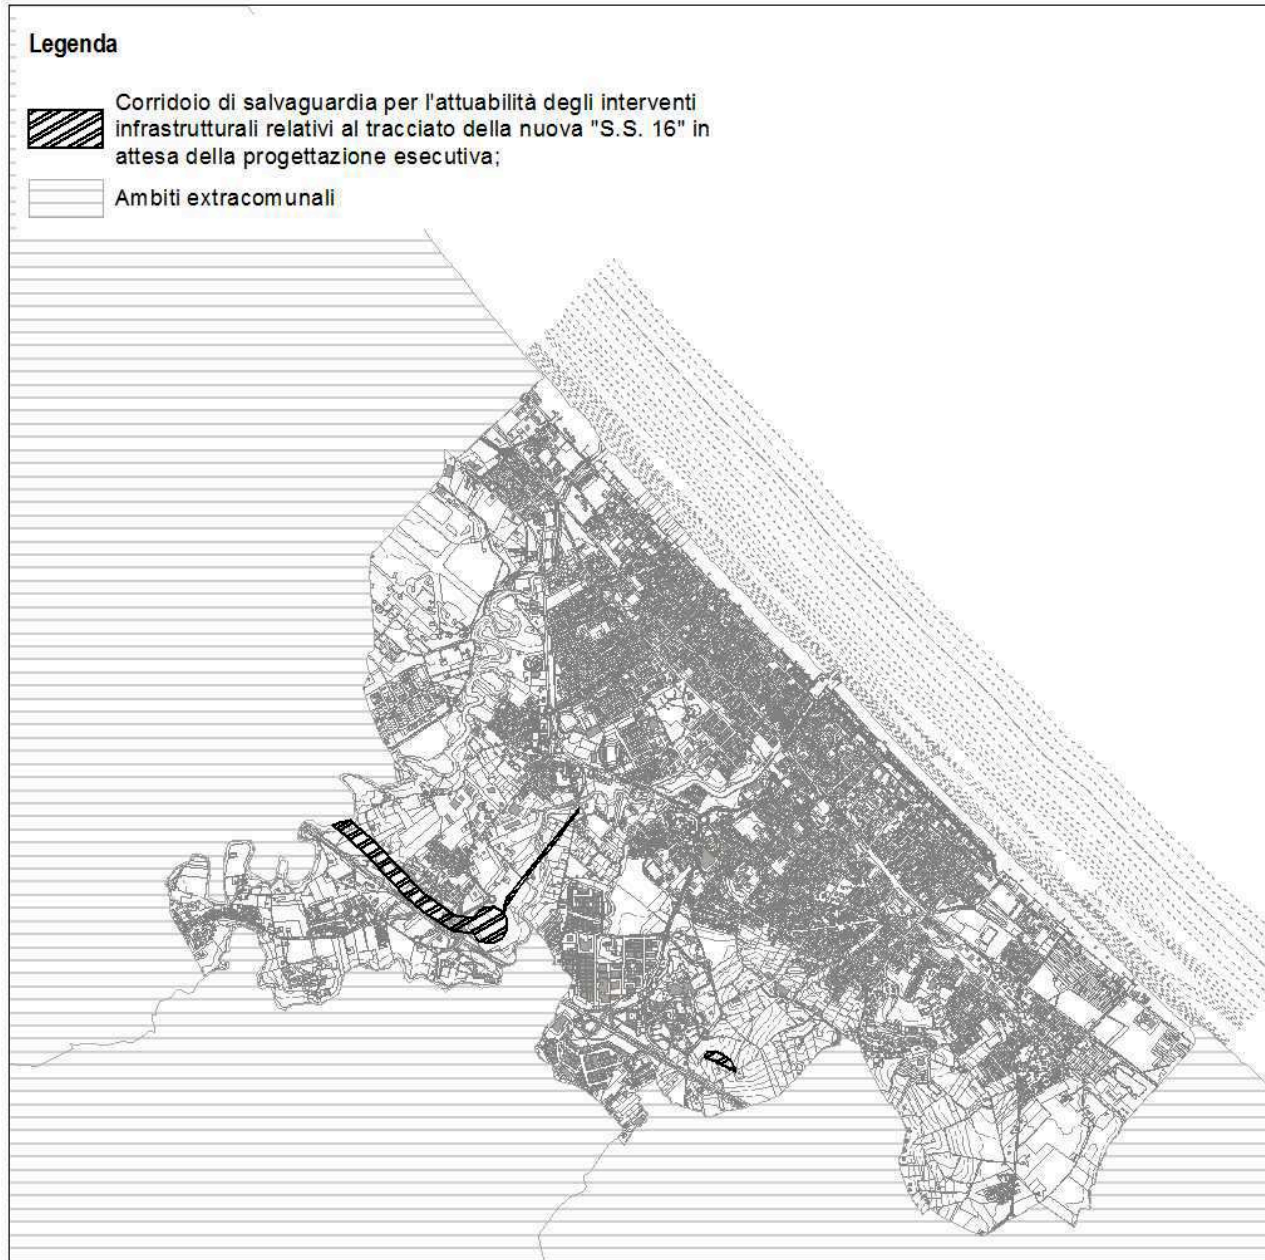 Legenda
Corridoio di salvaguardia per l'attuabilità degli interventi
infrastrutturali relativi al tracciato della nuova "S.S. 16" in
attesa della progettazione esecutiva;
Ambiti extracomunali